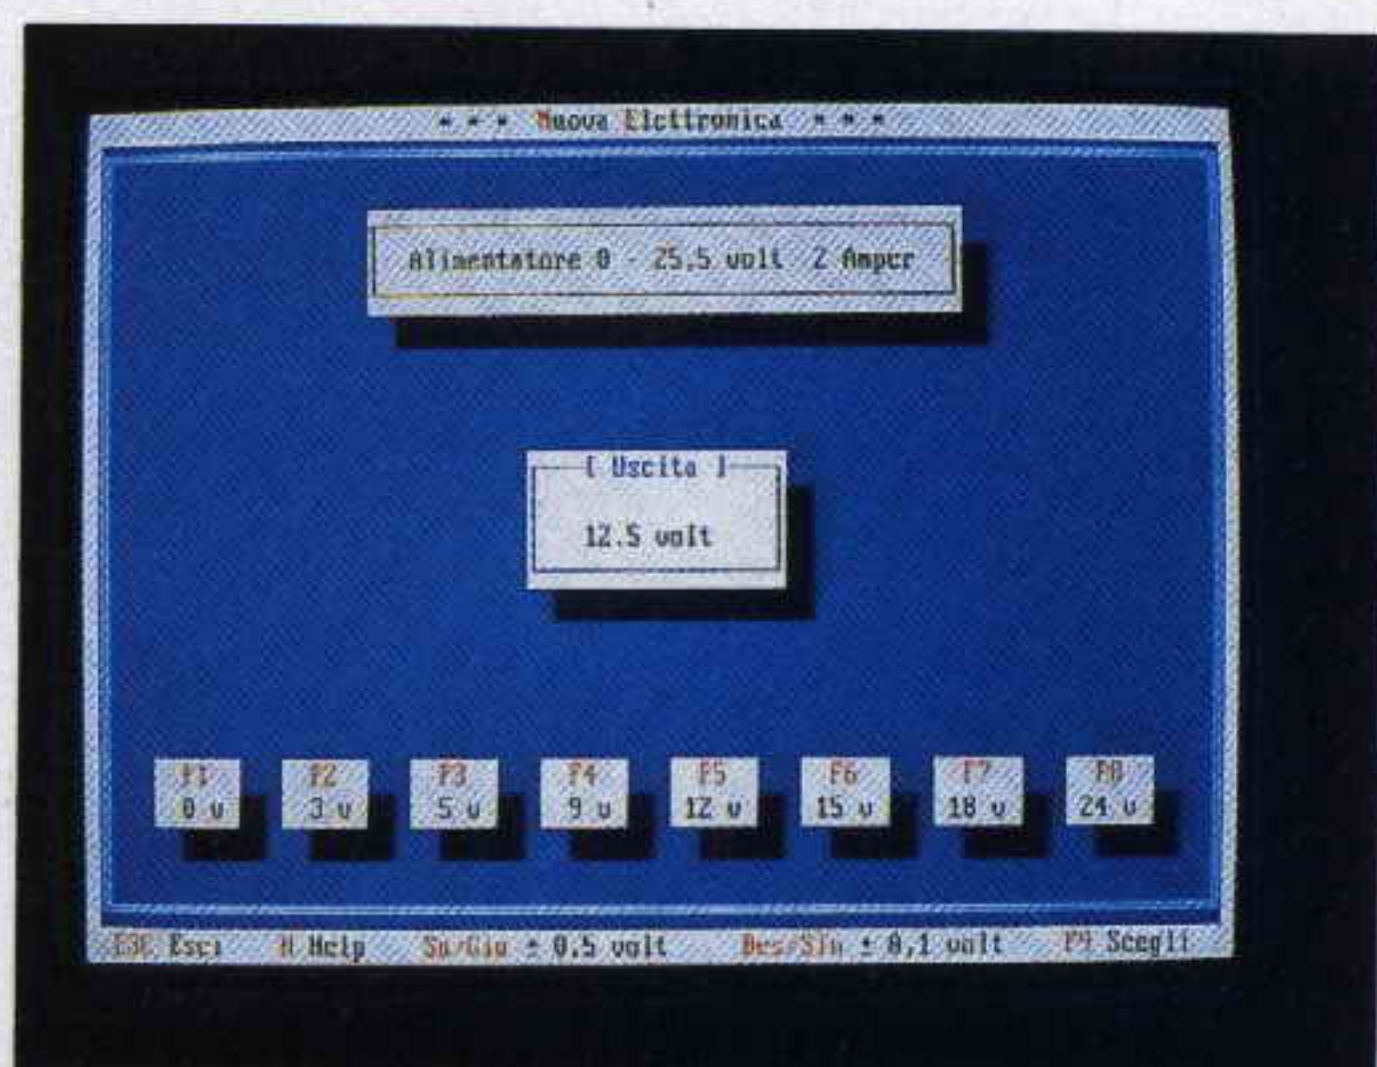 * * * Nuova Elettronica * * *
Alimentatore 0 - 25,5 volt 2 Amper
[ Uscita ]
12.5 volt
F1 F2 F3 F4 F5 F6 F7 F8
0 v 3 v 5 v 9 v 12 v 15 v 18 v 24 v
ESC Esci H Help Su/Giu ± 0.5 volt Des/Sin ± 0,1 volt F9 Scegli